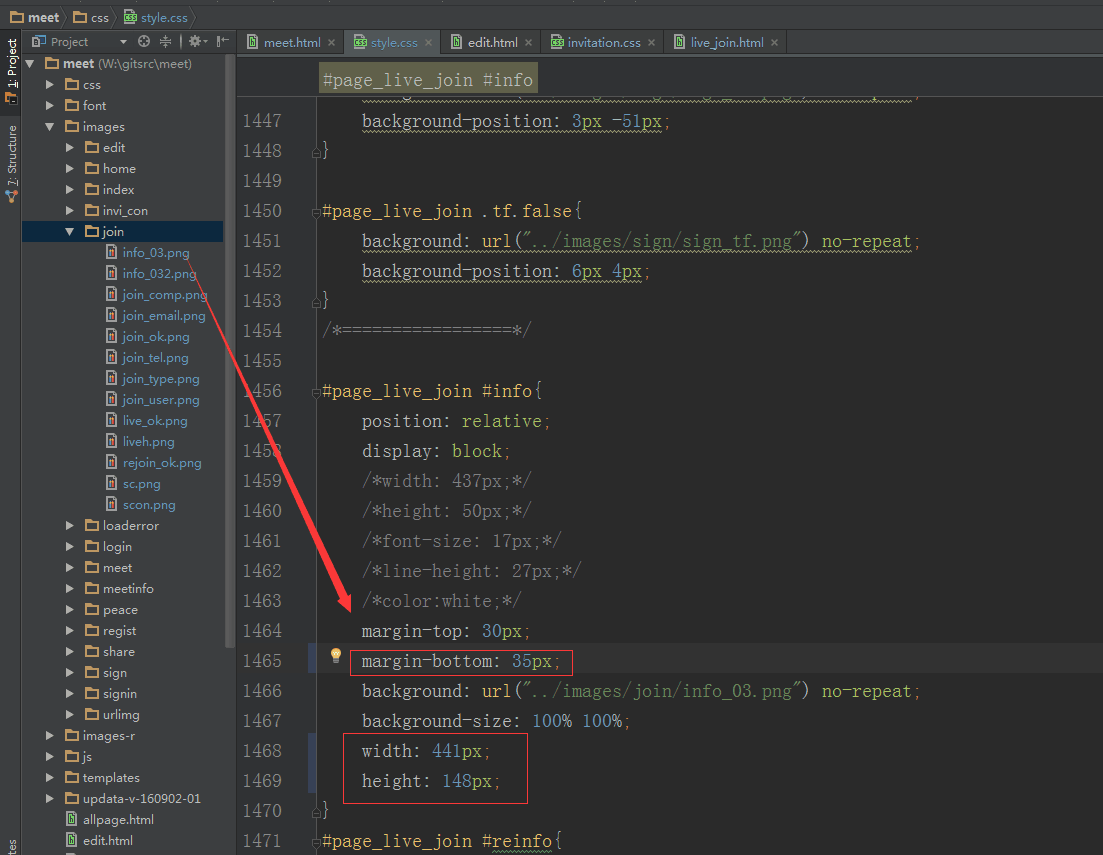 meet css style.css
Project
meet.html style.css edit.html invitation.css live_join.html
1: Project
7: Structure
meet (W:\gitsrc\meet)
css
font
images
edit
home
index
invi_con
join
info_03.png
info_032.png
join_comp.png
join_email.png
join_ok.png
join_tel.png
join_type.png
join_user.png
live_ok.png
liveh.png
rejoin_ok.png
sc.png
scon.png
loaderror
login
meet
meetinfo
peace
regist
share
sign
signin
urlimg
images-r
js
templates
updata-v-160902-01
allpage.html
edit.html
#page_live_join #info
1447 background-position: 3px -51px;
1448 }
1449
1450 #page_live_join .tf.false{
1451 background: url("../images/sign/sign_tf.png") no-repeat;
1452 background-position: 6px 4px;
1453 }
1454 /*=================*/
1455
1456 #page_live_join #info{
1457 position: relative;
1458 display: block;
1459 /*width: 437px;*/
1460 /*height: 50px;*/
1461 /*font-size: 17px;*/
1462 /*line-height: 27px;*/
1463 /*color:white;*/
1464 margin-top: 30px;
1465 margin-bottom: 35px;
1466 background: url("../images/join/info_03.png") no-repeat;
1467 background-size: 100% 100%;
1468 width: 441px;
1469 height: 148px;
1470 }
1471 #page_live_join #reinfo{